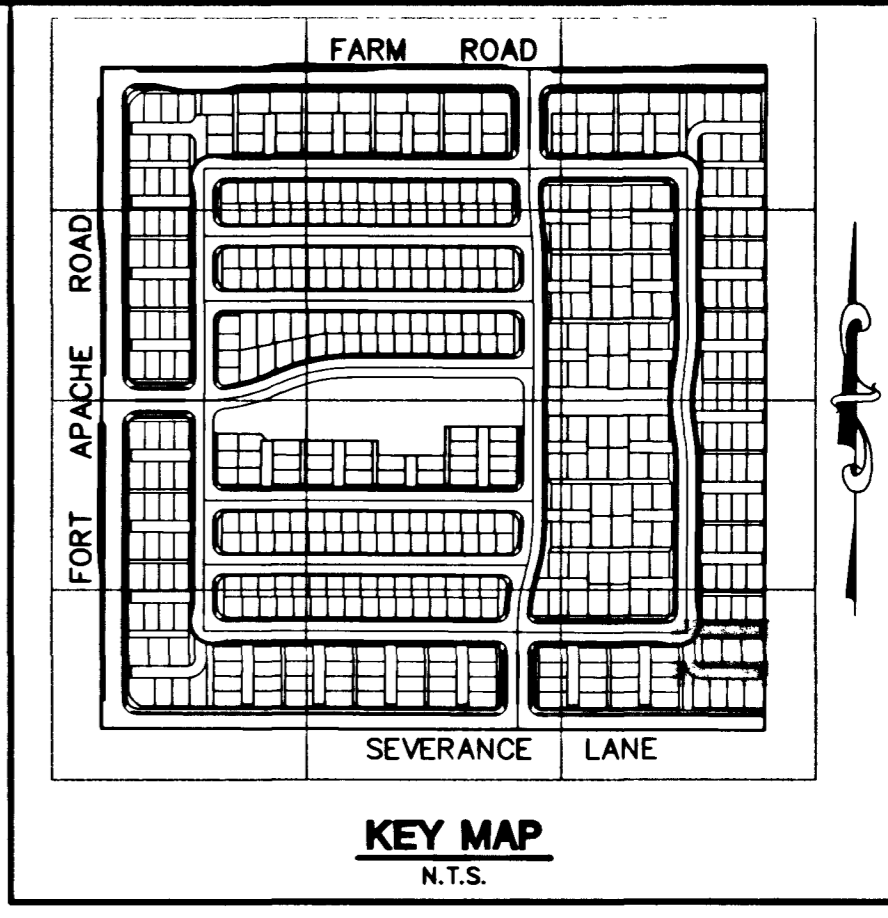 FARM ROAD
FORT APACHE ROAD
SEVERANCE LANE
KEY MAP
N.T.S.